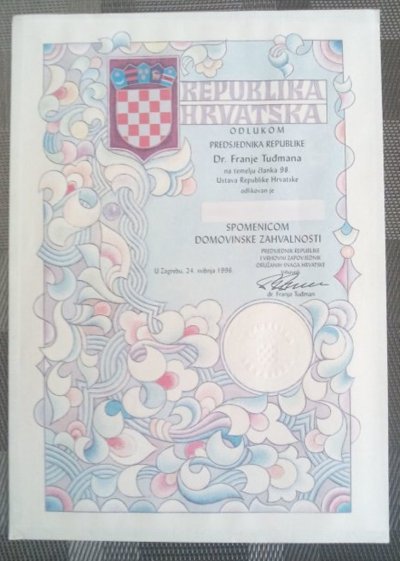 REPUBLIKA
HRVATSKA
ODLUKOM
PREDSJEDNIKA REPUBLIKE
Dr. Franje Tuđmana
na temelju članka 98.
Ustava Republike Hrvatske
odlikovan je
SPOMENICOM
DOMOVINSKE ZAHVALNOSTI
PREDSJEDNIK REPUBLIKE
I VRHOVNI ZAPOVJEDNIK
ORUŽANIH SNAGA HRVATSKE
U Zagrebu, 24. svibnja 1996.
dr. Franjo Tuđman